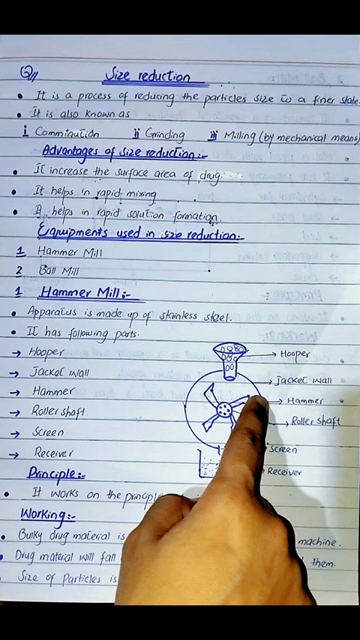 Q//
Size reduction
• It is a process of reducing the particles size to a finer state.
• It is also known as
i Comminution ii Grinding iii Milling (by mechanical means)
Advantages of size reduction:-
• It increase the surface area of drug.
• It helps in rapid mixing
• It helps in rapid solution formation.
Equipments used in size reduction:-
1 Hammer Mill
2 Ball Mill
1 Hammer Mill:-
• Apparatus is made up of stainless steel.
• It has following parts.
→ Hooper
→ Jacket wall
→ Hammer
→ Roller shaft
→ Screen
→ Receiver
Hooper
Jacket wall
Hammer
Roller shaft
Screen
Receiver
Principle:-
• It works on the principl
Working:-
• Bulky drug material is machine.
• Drug material will fall them.
• Size of Particles is